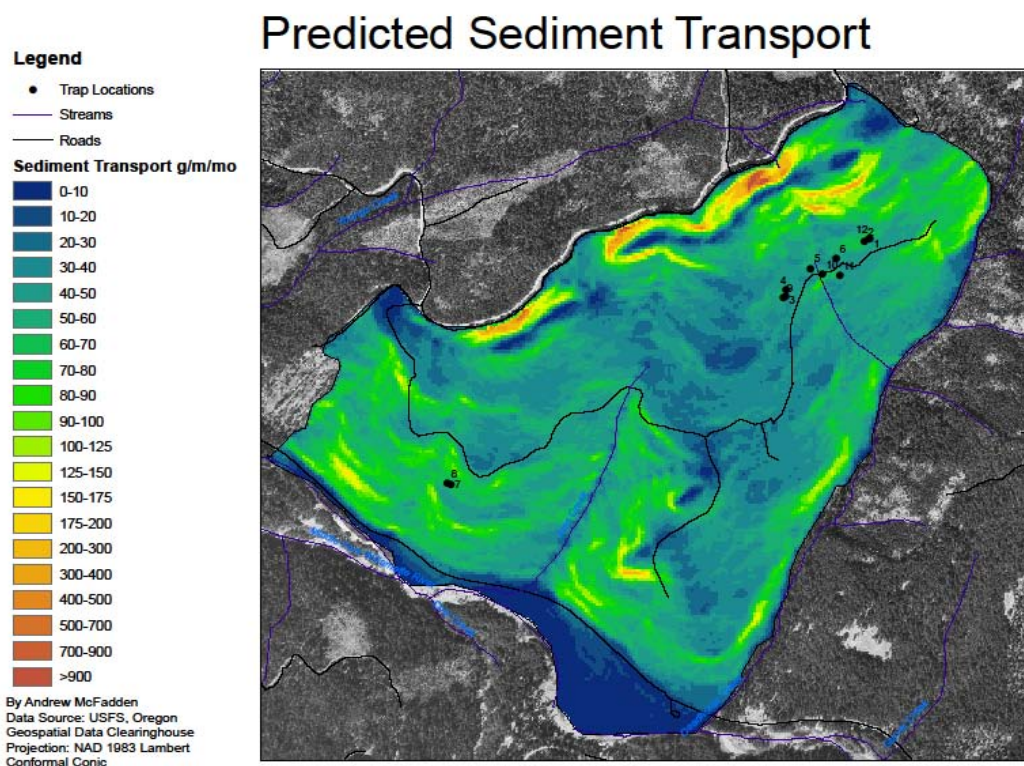 Predicted Sediment Transport
Legend
Trap Locations
Streams
Roads
Sediment Transport g/m/mo
0-10
10-20
20-30
30-40
40-50
50-60
60-70
70-80
80-90
90-100
100-125
125-150
150-175
175-200
200-300
300-400
400-500
500-700
700-900
>900
By Andrew McFadden
Data Source: USFS, Oregon
Geospatial Data Clearinghouse
Projection: NAD 1983 Lambert
Conformal Conic
12
2
1
6
5
10
11
4
9
3
8
7